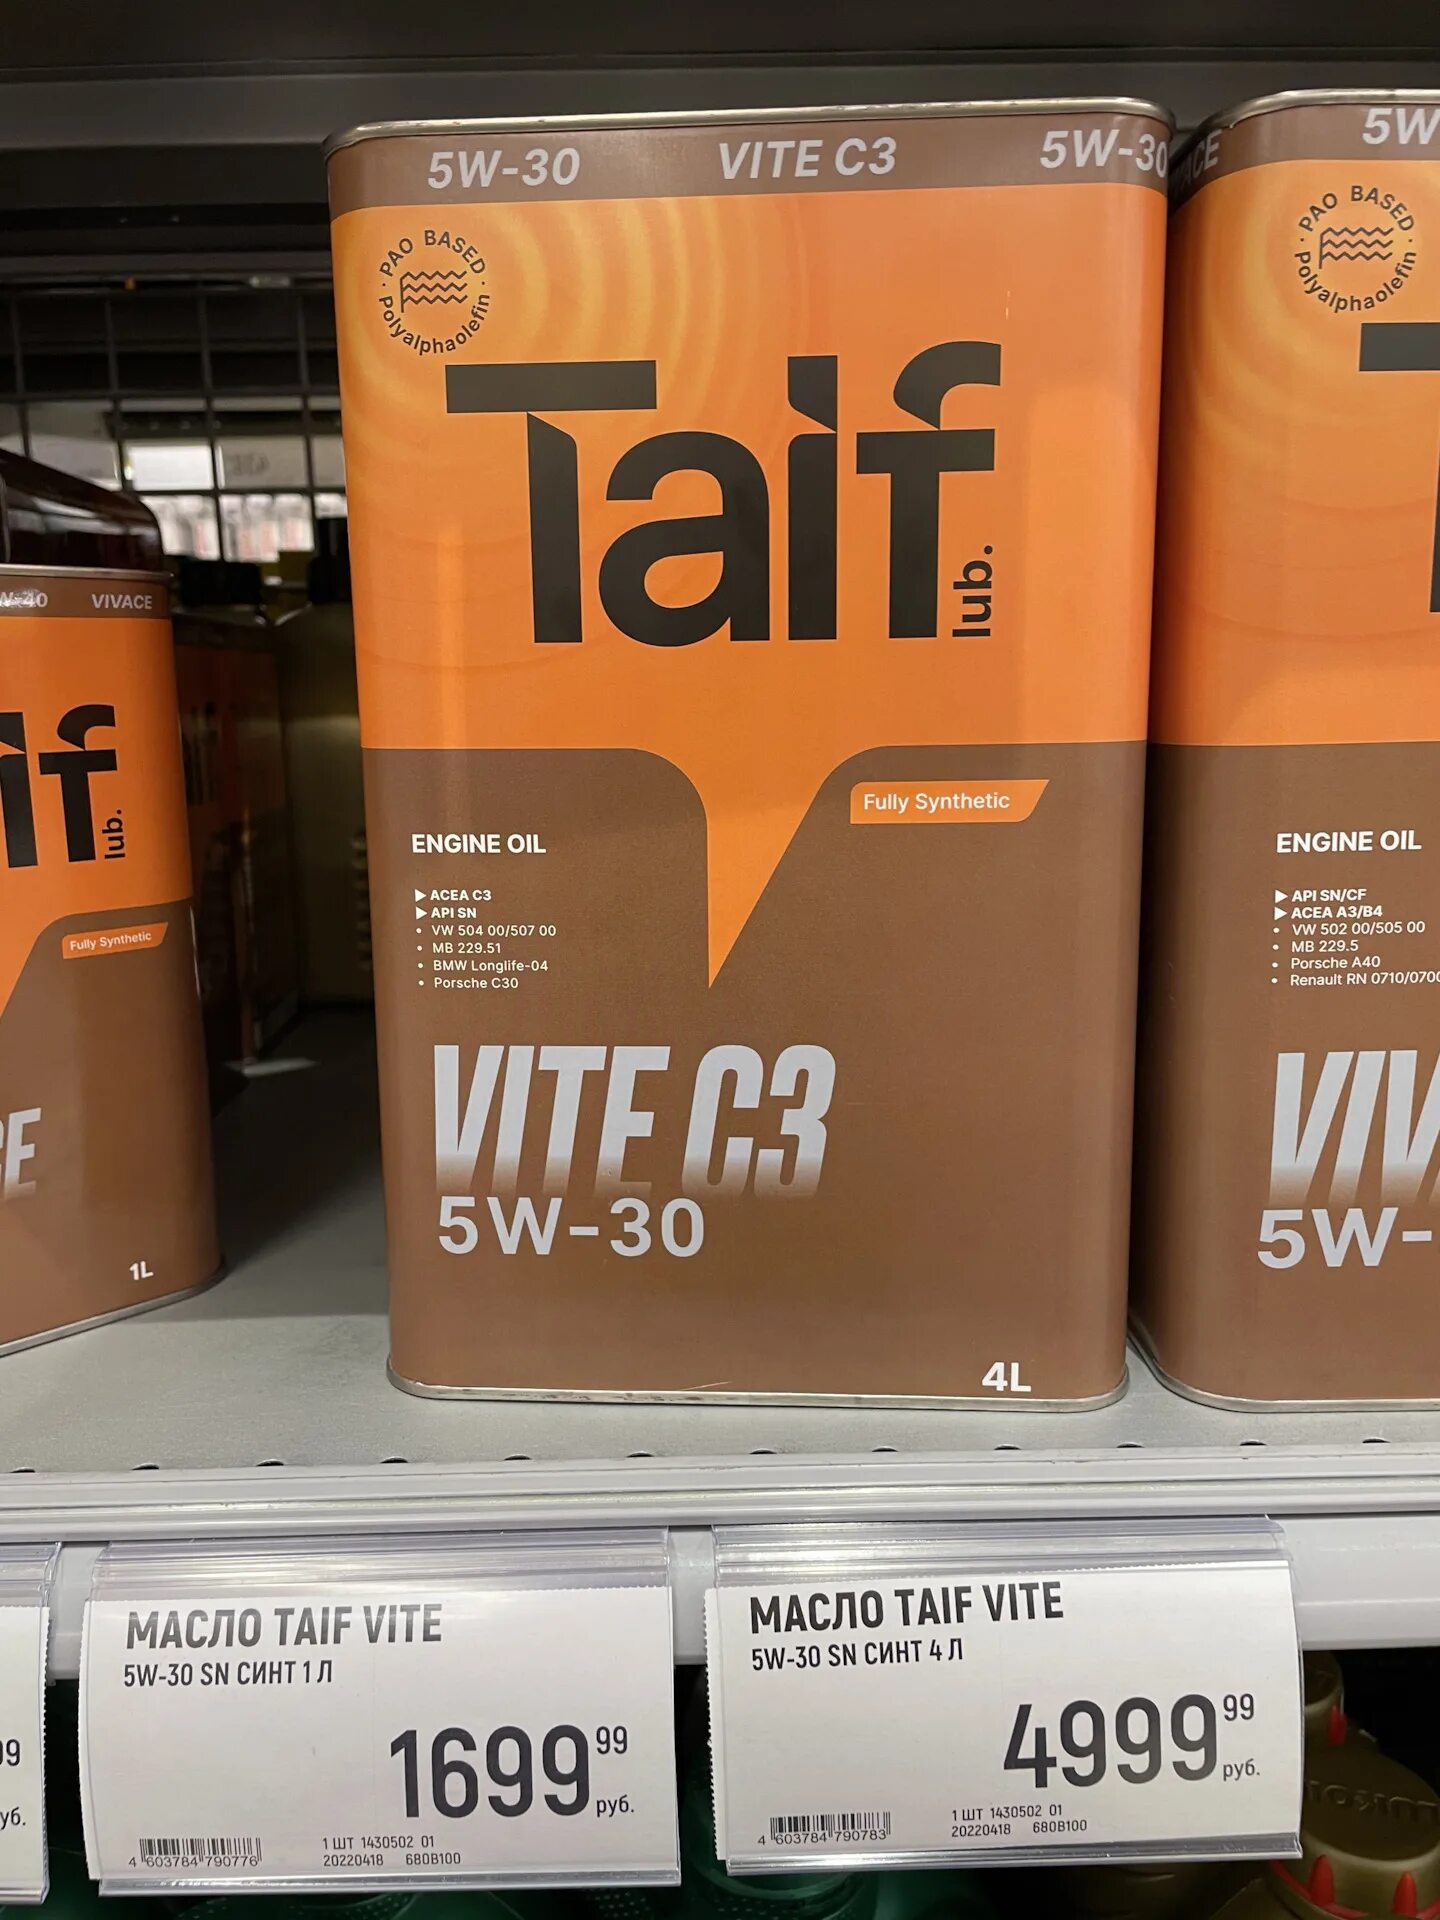 5W-30 VITE C3 5W-30
PAO BASED
Polyalphaolefin
Taif
lub.
Fully Synthetic
ENGINE OIL
ACEA C3
API SN
VW 504 00/507 00
MB 229.51
BMW Longlife-04
Porsche C30
VITE C3
5W-30
4L
VIVACE
lub.
Fully Synthetic
1L
5W
PAO BASED
Polyalphaolefin
ENGINE OIL
API SN/CF
ACEA A3/B4
VW 502 00/505 00
MB 229.5
Porsche A40
Renault RN 0710/0700
5W-
МАСЛО TAIF VITE
5W-30 SN СИНТ 1 Л
1699 99
руб.
4 603784 790776
1 ШТ 1430502 01
20220418 680B100
МАСЛО TAIF VITE
5W-30 SN СИНТ 4 Л
4999 99
руб.
4 603784 790783
1 ШТ 1430502 01
20220418 680B100